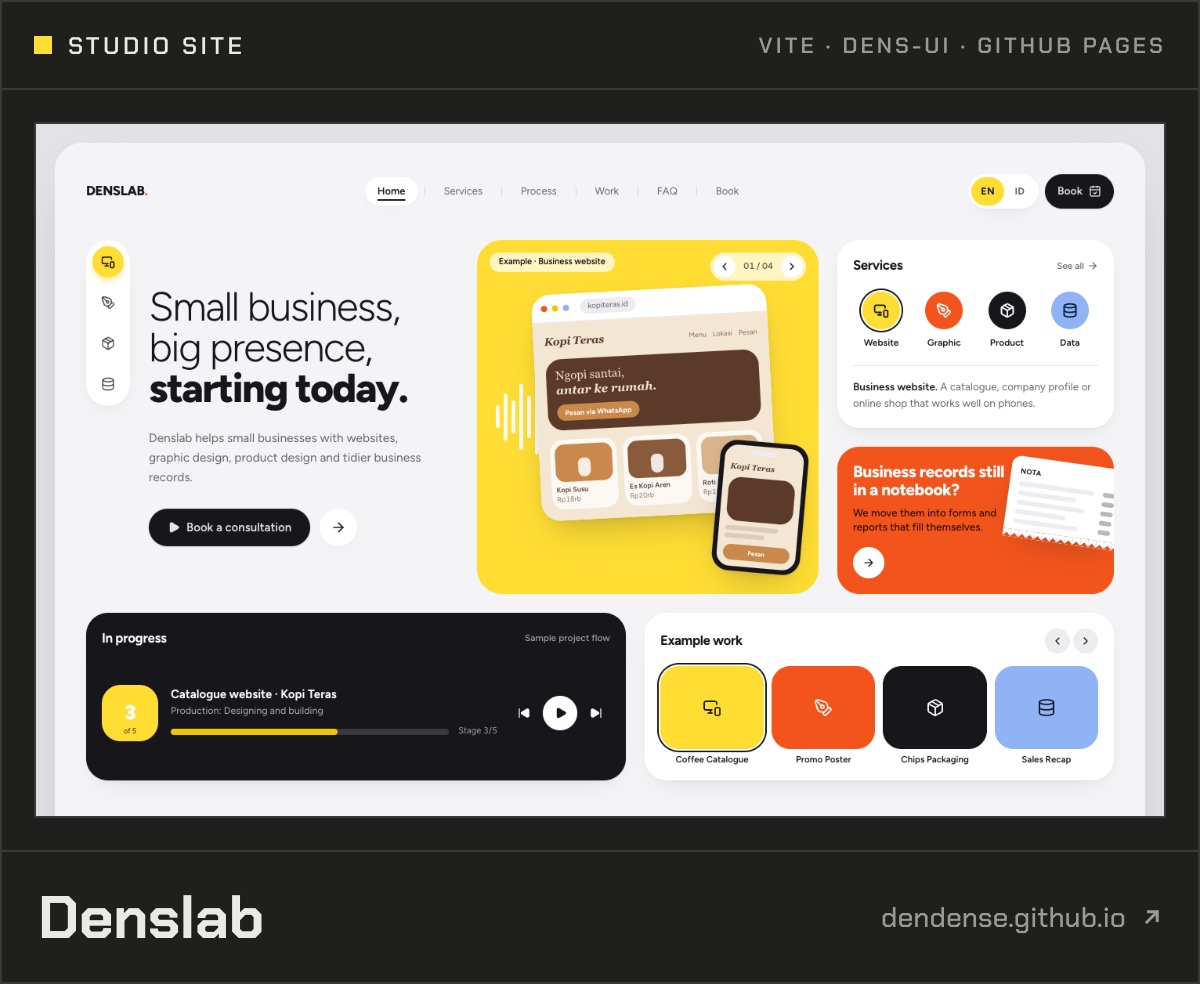 STUDIO SITE
VITE · DENS-UI · GITHUB PAGES
DENSLAB.
Home
Services
Process
Work
FAQ
Book
EN
ID
Book
Small business,
big presence,
starting today.
Denslab helps small businesses with websites,
graphic design, product design and tidier business
records.
Book a consultation
Example · Business website
01 / 04
kopiteras.id
Kopi Teras
Menu Lokasi Pesan
Ngopi santai,
antar ke rumah.
Pesan via WhatsApp
Kopi Susu
Rp18rb
Es Kopi Aren
Rp20rb
Roti
Rp1
Kopi Teras
Pesan
Services
See all
Website
Graphic
Product
Data
Business website. A catalogue, company profile or
online shop that works well on phones.
Business records still
in a notebook?
We move them into forms and
reports that fill themselves.
NOTA
In progress
Sample project flow
3
of 5
Catalogue website · Kopi Teras
Production: Designing and building
Stage 3/5
Example work
Coffee Catalogue
Promo Poster
Chips Packaging
Sales Recap
Denslab
dendense.github.io